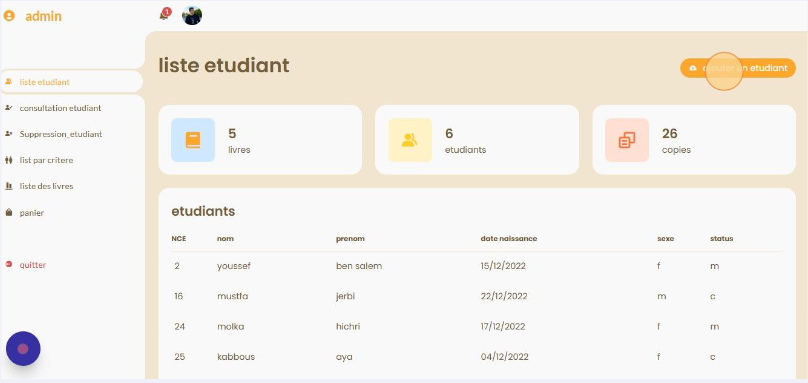 admin
1
liste etudiant
consultation etudiant
Suppression_etudiant
list par critere
liste des livres
panier
quitter
liste etudiant
ajouter un etudiant
5
livres
6
etudiants
26
copies
etudiants
NCE nom prenom date naissance sexe status
2 youssef ben salem 15/12/2022 f m
16 mustfa jerbi 22/12/2022 m c
24 molka hichri 17/12/2022 f m
25 kabbous aya 04/12/2022 f c